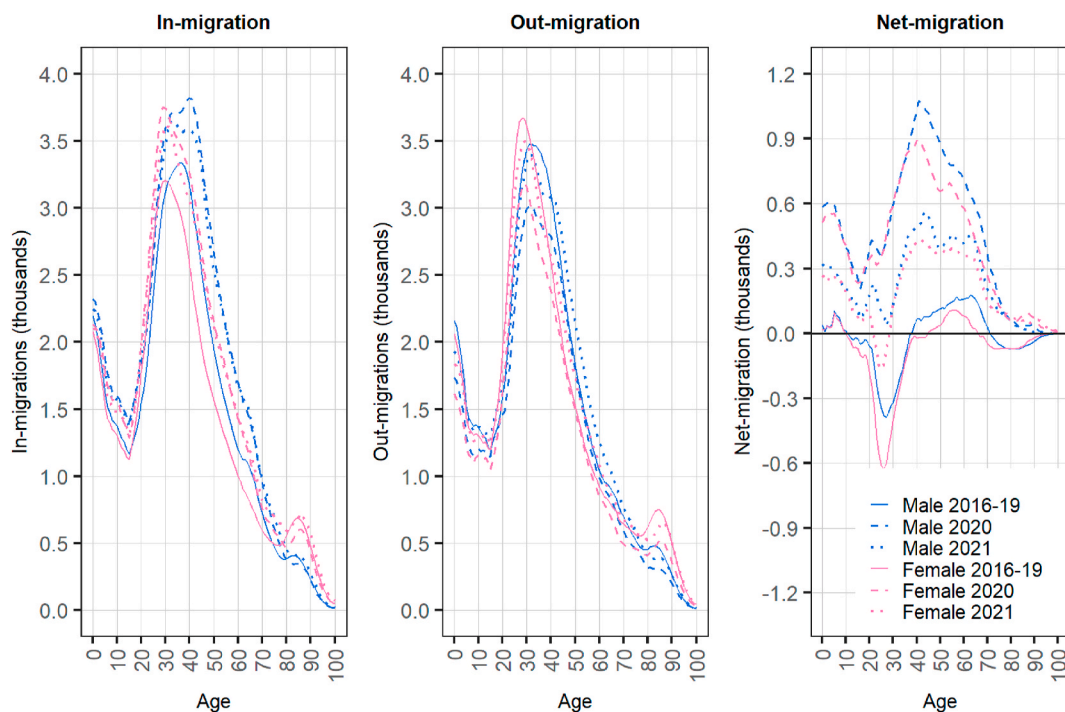 In-migration
Out-migration
Net-migration
In-migrations (thousands)
4.0
3.5
3.0
2.5
2.0
1.5
1.0
0.5
0.0
0 10 20 30 40 50 60 70 80 90 100
Age
Out-migrations (thousands)
4.0
3.5
3.0
2.5
2.0
1.5
1.0
0.5
0.0
0 10 20 30 40 50 60 70 80 90 100
Age
Net-migration (thousands)
1.2
0.9
0.6
0.3
0.0
-0.3
-0.6
-0.9
-1.2
Male 2016-19
Male 2020
Male 2021
Female 2016-19
Female 2020
Female 2021
0 10 20 30 40 50 60 70 80 90 100
Age